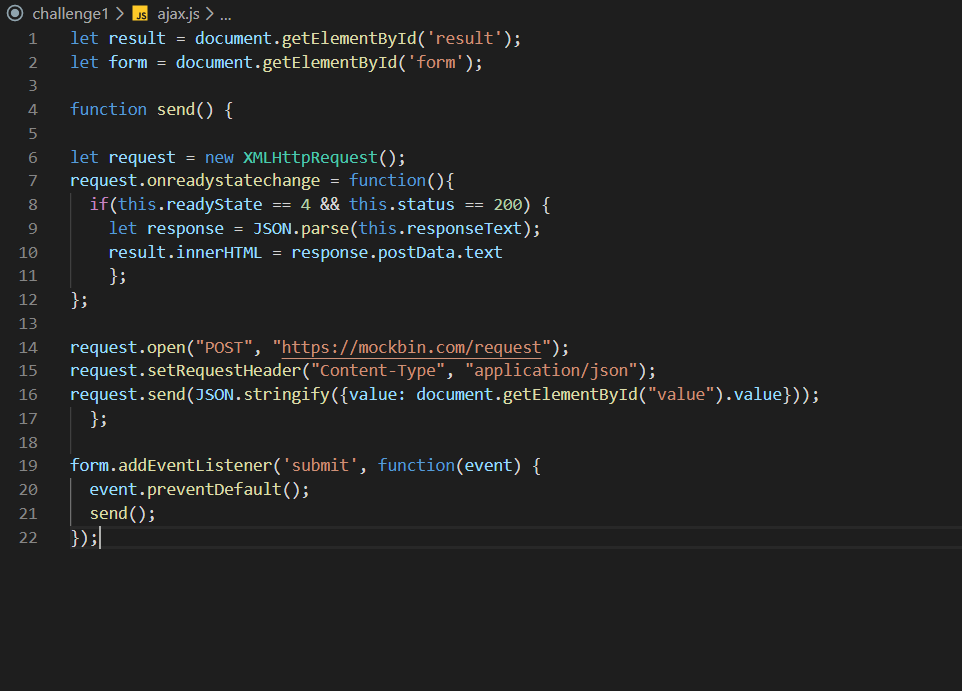 challenge1 > JS ajax.js > ...
1 let result = document.getElementById('result');
2 let form = document.getElementById('form');
3
4 function send() {
5
6 let request = new XMLHttpRequest();
7 request.onreadystatechange = function(){
8   if(this.readyState == 4 && this.status == 200) {
9     let response = JSON.parse(this.responseText);
10     result.innerHTML = response.postData.text
11     };
12 };
13
14 request.open("POST", "https://mockbin.com/request");
15 request.setRequestHeader("Content-Type", "application/json");
16 request.send(JSON.stringify({value: document.getElementById("value").value}));
17   };
18
19 form.addEventListener('submit', function(event) {
20   event.preventDefault();
21   send();
22 });